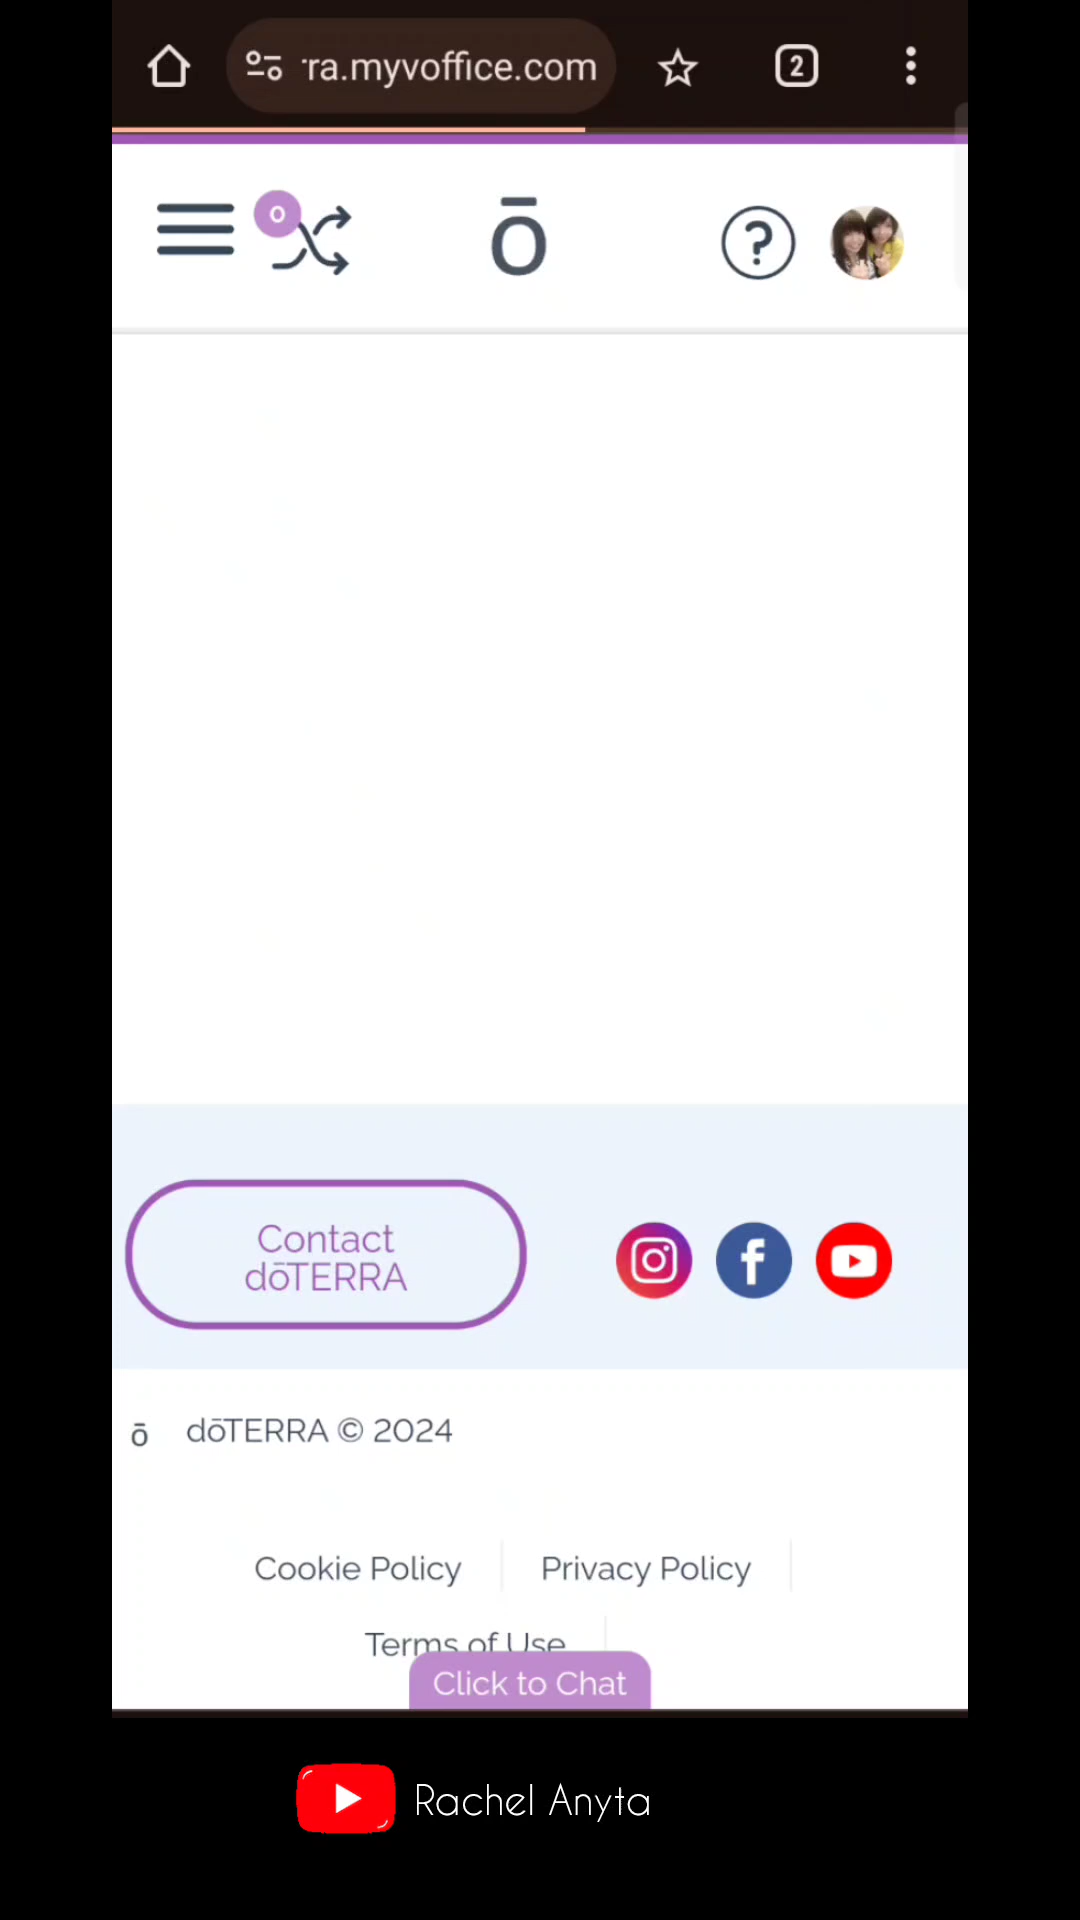 ra.myvoffice.com
2
0
ō
?
Contact
dōTERRA
f
ō dōTERRA © 2024
Cookie Policy
Privacy Policy
Terms of Use
Click to Chat
Rachel Anyta